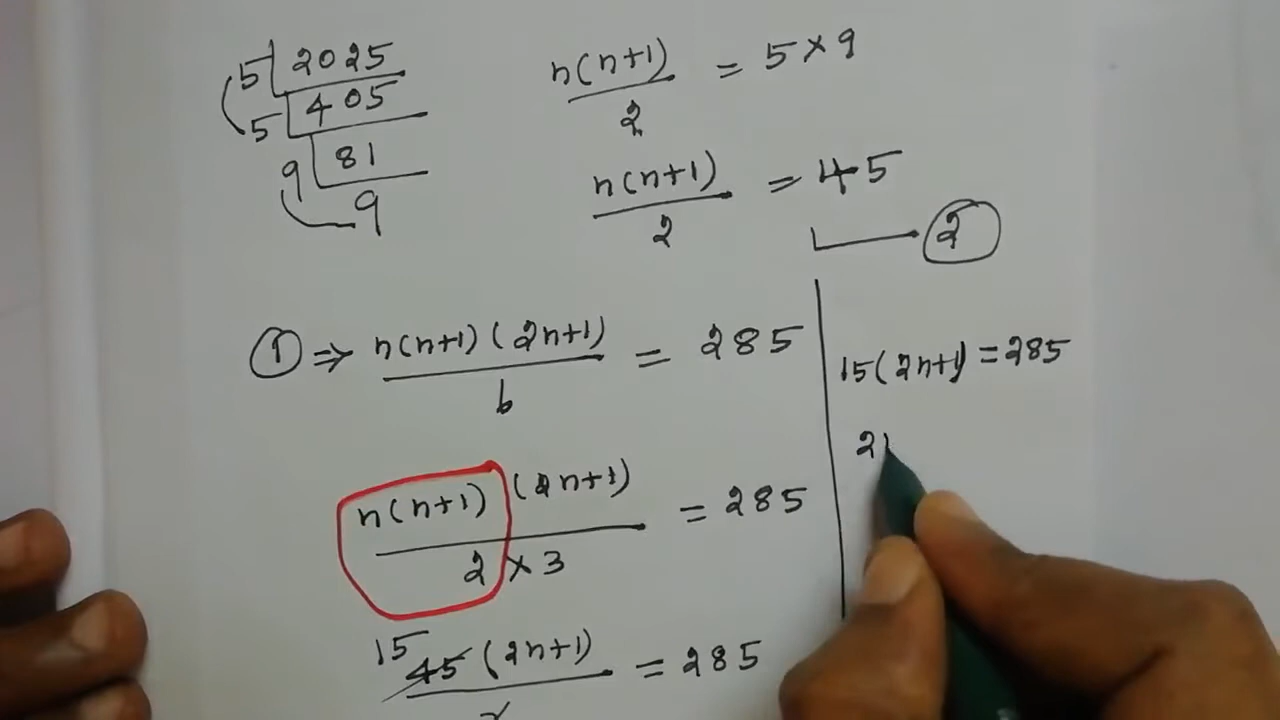 5 | 2025
5 | 405
9 | 81
9
n(n+1)/2 = 5 × 9
n(n+1)/2 = 45
2
① ⇒ n(n+1)(2n+1)/6 = 285
n(n+1)(2n+1)/2 × 3 = 285
15
45(2n+1)/ = 285
15(2n+1) = 285
2